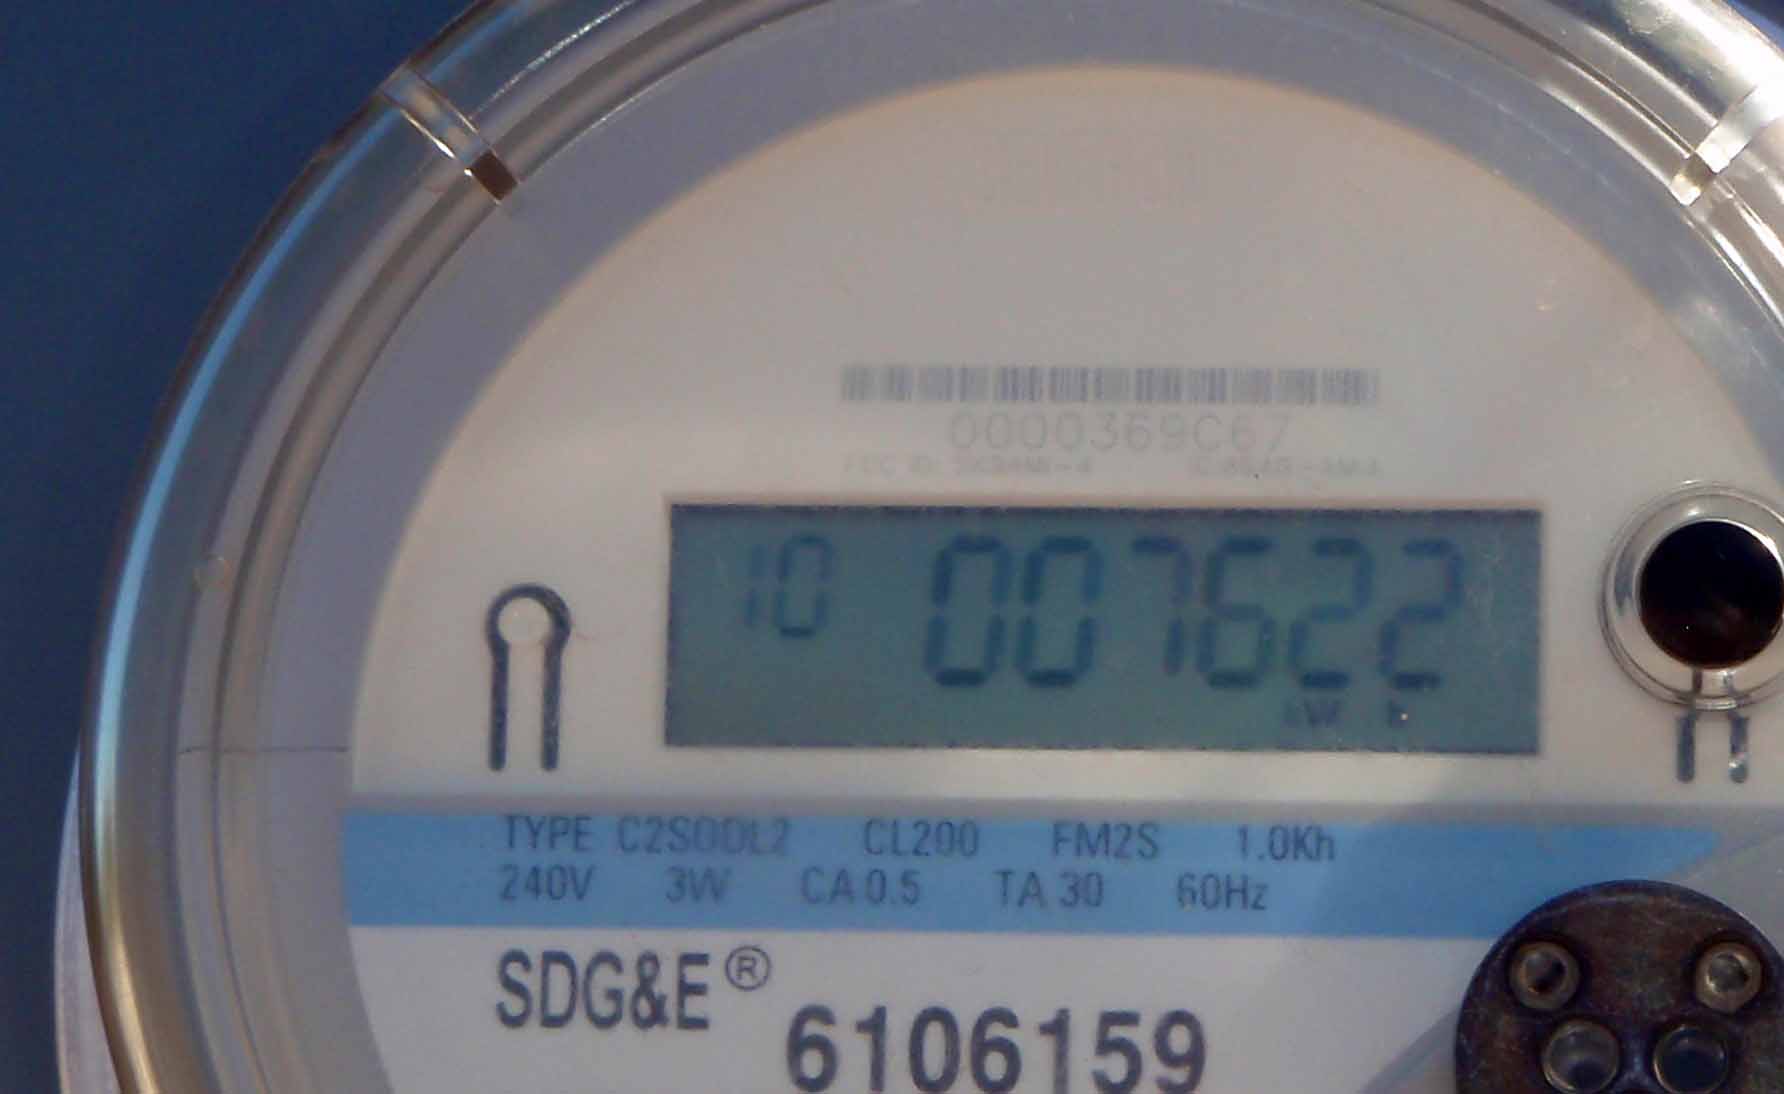 0000369C67
10 007622
kW h
TYPE C2SODL2 CL200 FM2S 1.0Kh
240V 3W CA 0.5 TA 30 60Hz
SDG&E®
6106159